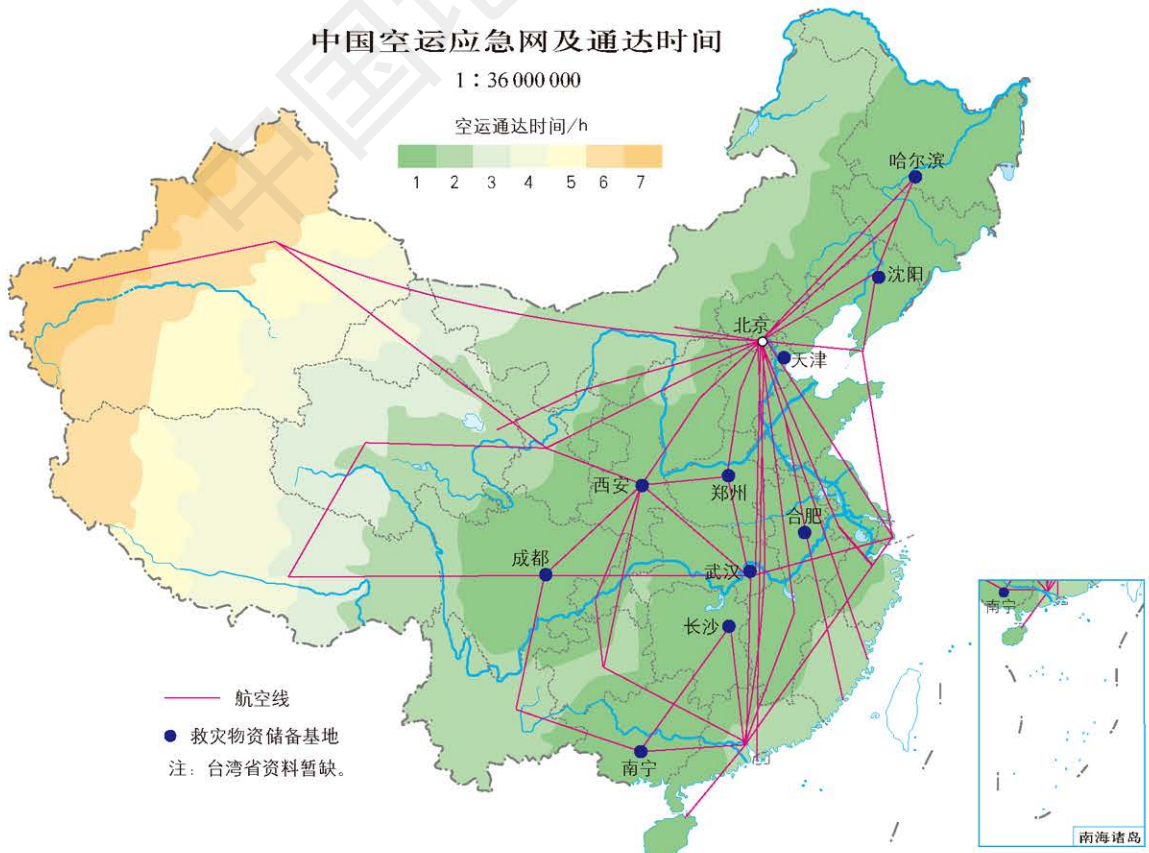 中国地
中国空运应急网及通达时间
1：36 000 000
空运通达时间/h
1 2 3 4 5 6 7
哈尔滨
沈阳
北京
天津
西安
郑州
合肥
成都
武汉
长沙
南宁
南宁
航空线
救灾物资储备基地
注：台湾省资料暂缺。
南海诸岛